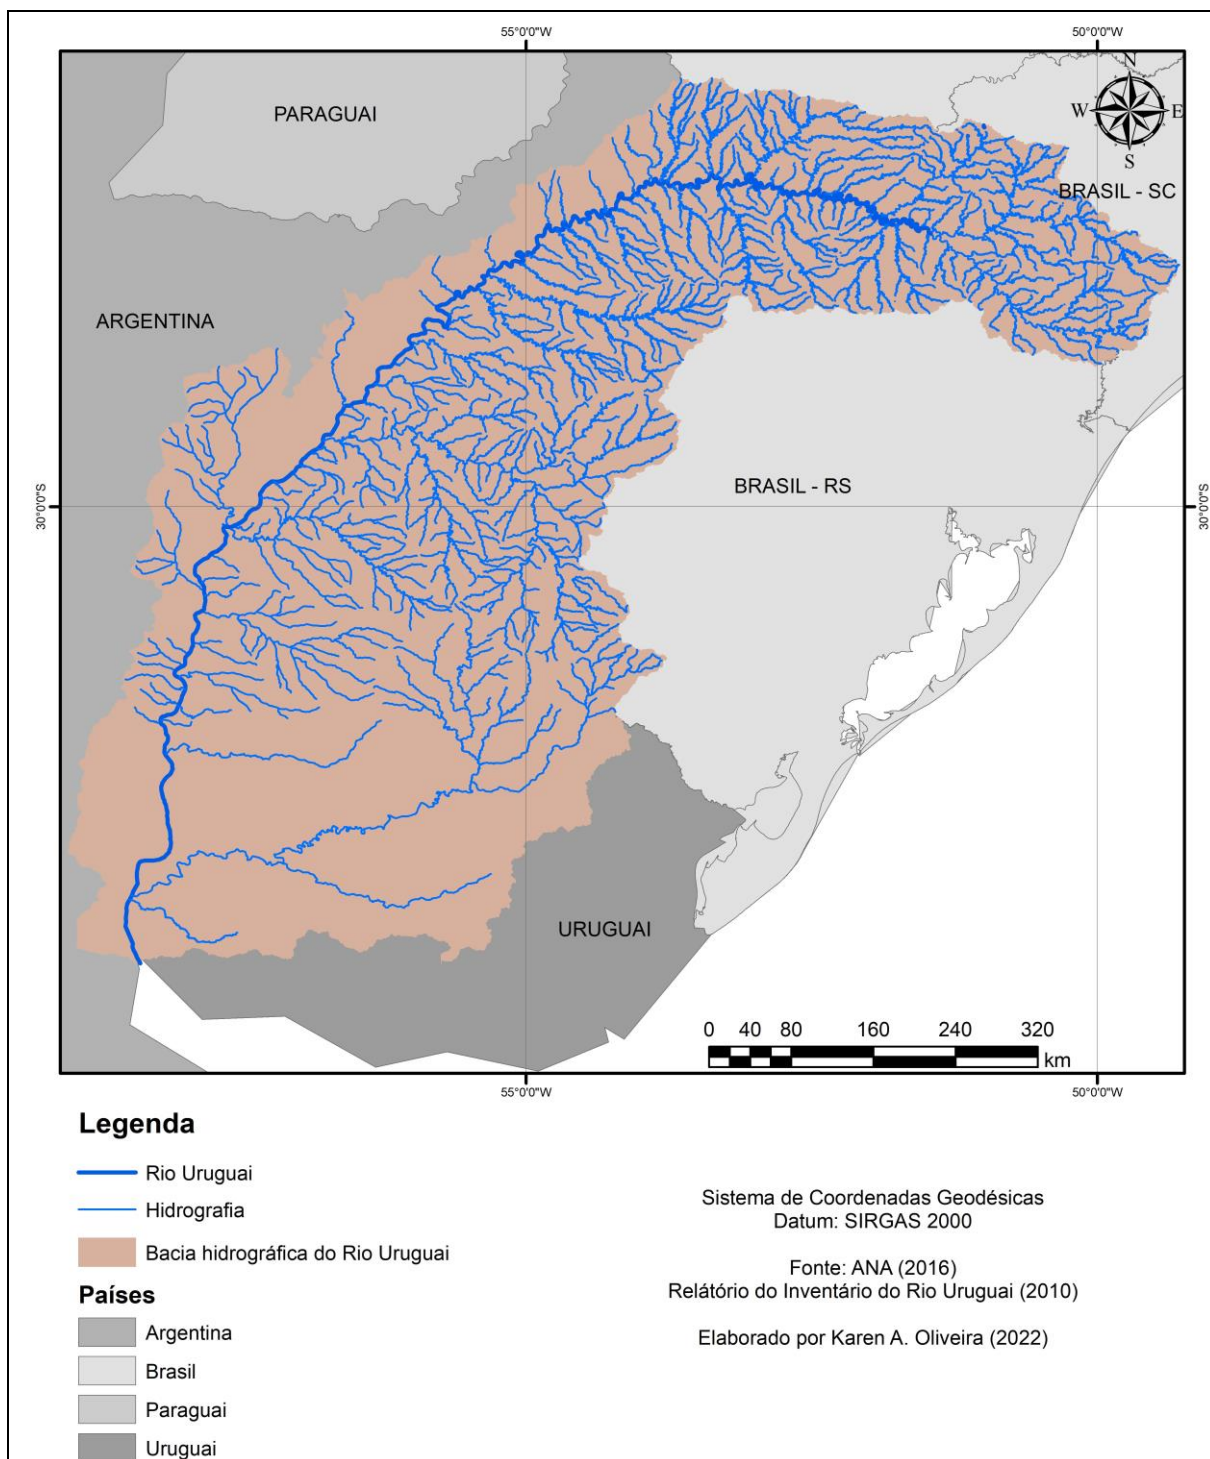 55°0'0"W
50°0'0"W
N
W
E
S
PARAGUAI
BRASIL - SC
ARGENTINA
BRASIL - RS
30°0'0"S
30°0'0"S
URUGUAI
0 40 80 160 240 320
km
55°0'0"W
50°0'0"W
Legenda
Rio Uruguai
Hidrografia
Bacia hidrográfica do Rio Uruguai
Países
Argentina
Brasil
Paraguai
Uruguai
Sistema de Coordenadas Geodésicas
Datum: SIRGAS 2000
Fonte: ANA (2016)
Relátório do Inventário do Rio Uruguai (2010)
Elaborado por Karen A. Oliveira (2022)